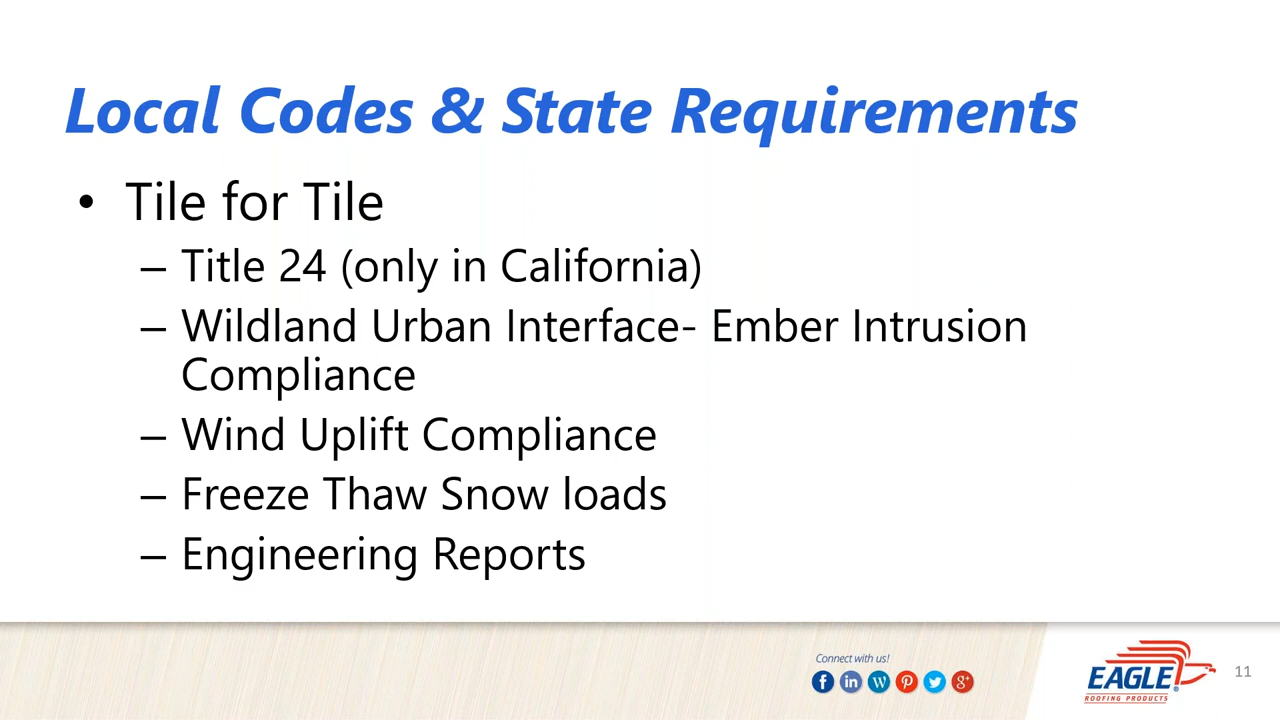 Local Codes & State Requirements
• Tile for Tile
– Title 24 (only in California)
– Wildland Urban Interface- Ember Intrusion
Compliance
– Wind Uplift Compliance
– Freeze Thaw Snow loads
– Engineering Reports
Connect with us!
f in W P g+
EAGLE®
ROOFING PRODUCTS
11